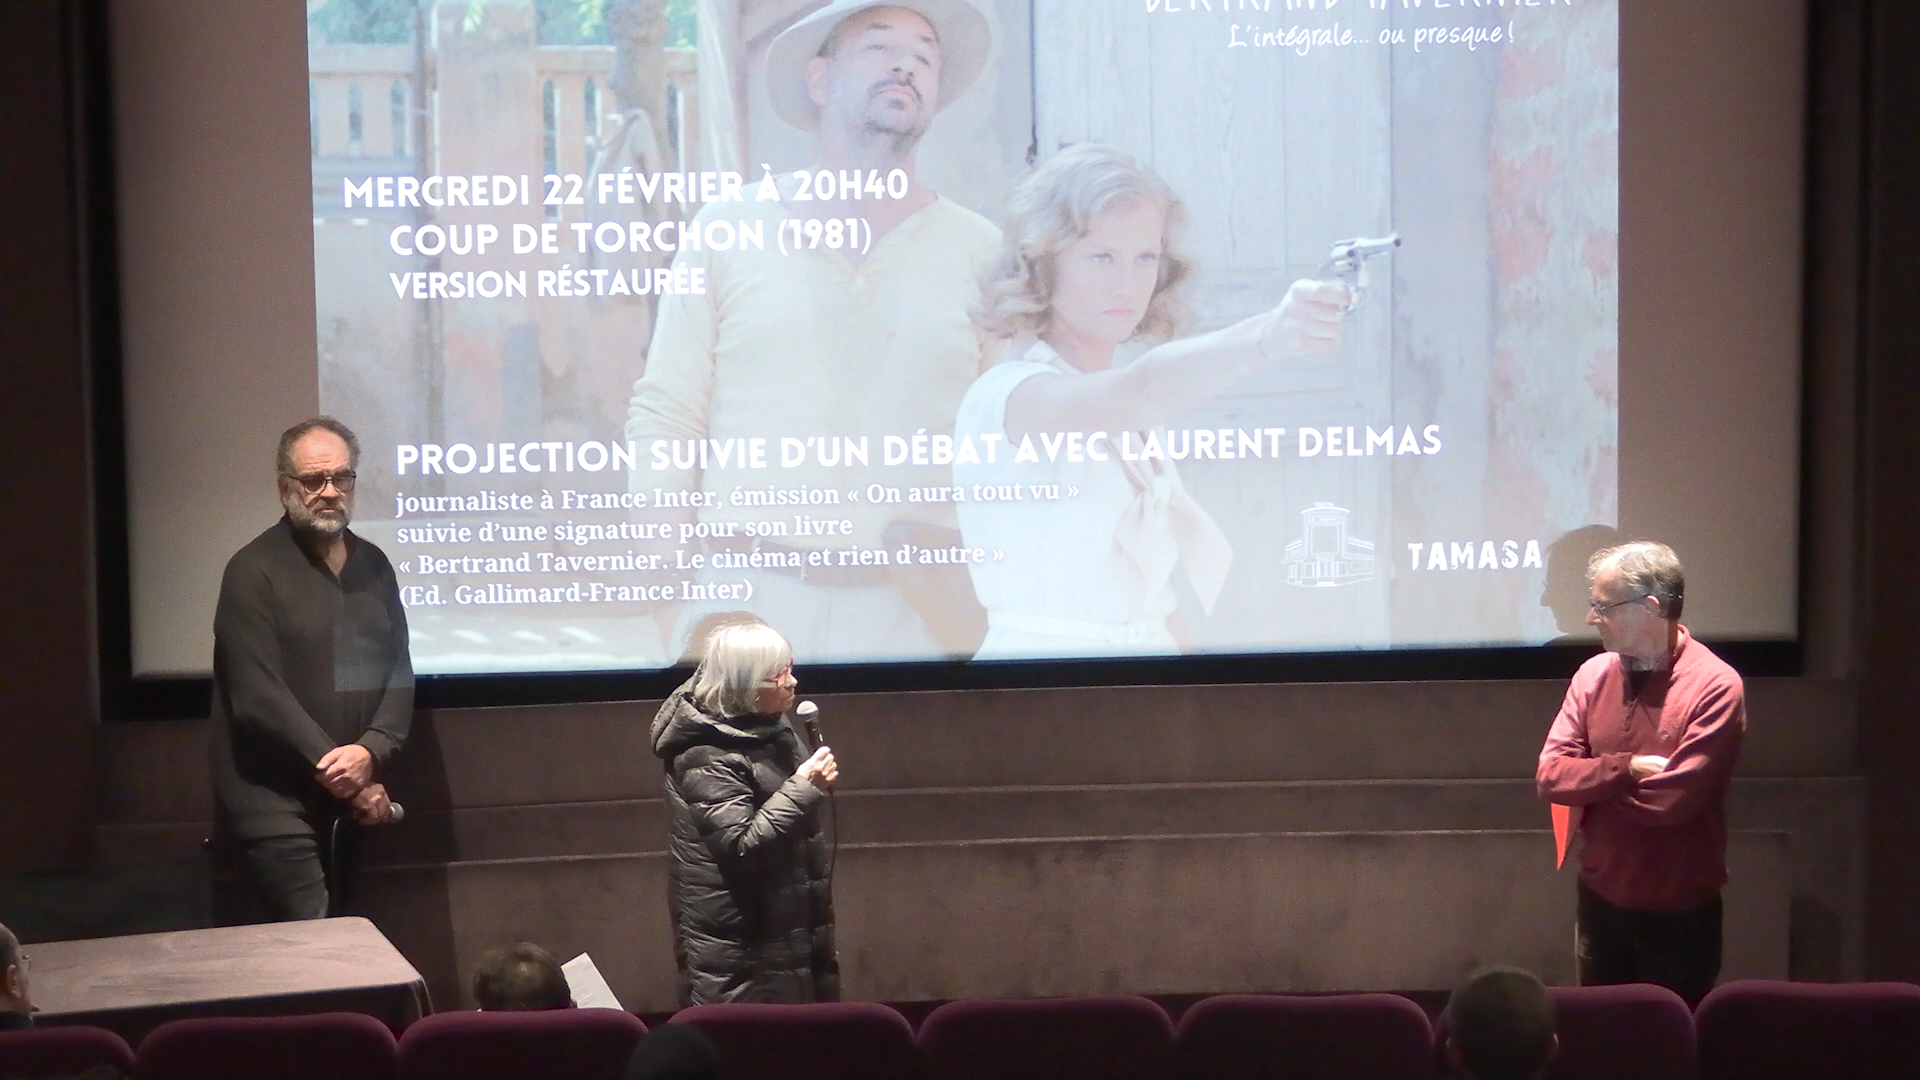 BERTRAND TAVERNIER
L'intégrale... ou presque!
MERCREDI 22 FÉVRIER À 20H40
COUP DE TORCHON (1981)
VERSION RÉSTAURÉE
PROJECTION SUIVIE D'UN DÉBAT AVEC LAURENT DELMAS
journaliste à France Inter, émission « On aura tout vu »
suivie d'une signature pour son livre
« Bertrand Tavernier. Le cinéma et rien d'autre »
(Ed. Gallimard-France Inter)
TAMASA